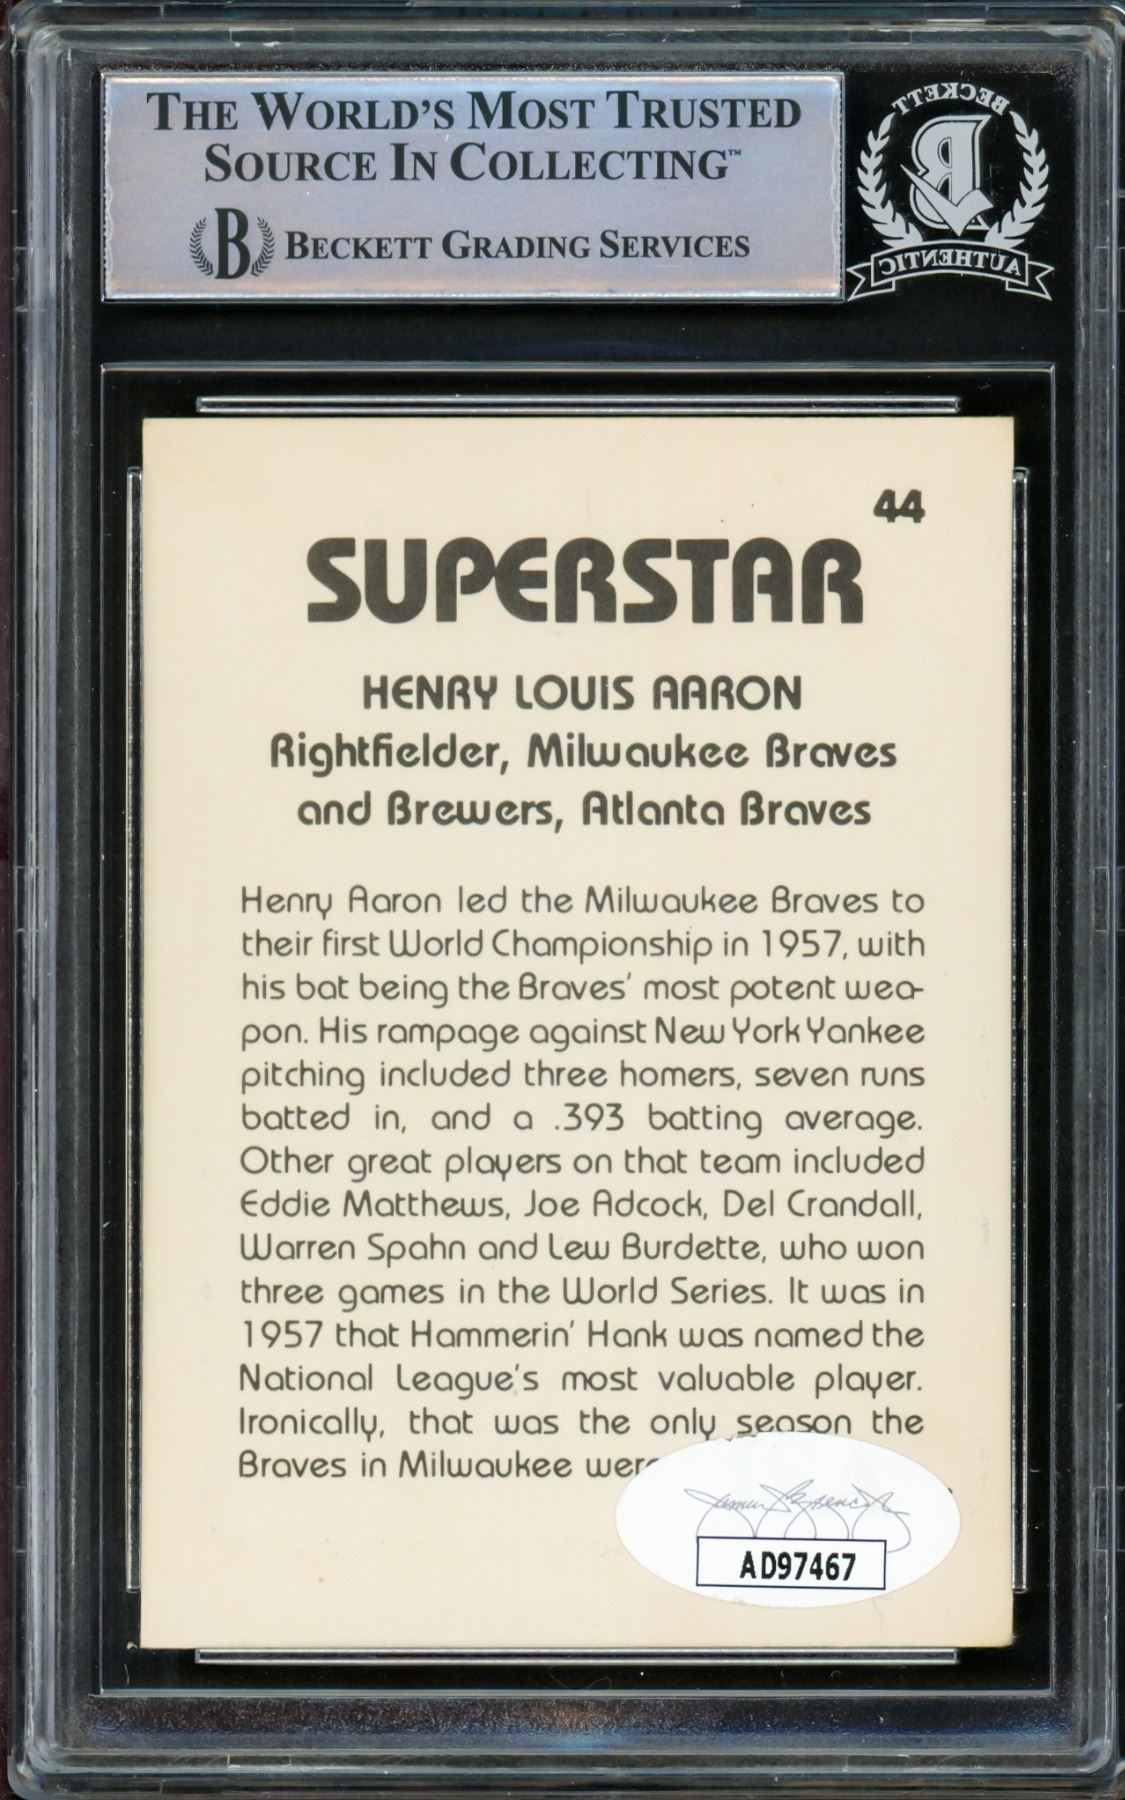 THE WORLD'S MOST TRUSTED
SOURCE IN COLLECTING™
B BECKETT GRADING SERVICES
BECKETT
B
AUTHENTIC
44
SUPERSTAR
HENRY LOUIS AARON
Rightfielder, Milwaukee Braves
and Brewers, Atlanta Braves
Henry Aaron led the Milwaukee Braves to
their first World Championship in 1957, with
his bat being the Braves' most potent wea-
pon. His rampage against New York Yankee
pitching included three homers, seven runs
batted in, and a .393 batting average.
Other great players on that team included
Eddie Matthews, Joe Adcock, Del Crandall,
Warren Spahn and Lew Burdette, who won
three games in the World Series. It was in
1957 that Hammerin' Hank was named the
National League's most valuable player.
Ironically, that was the only season the
Braves in Milwaukee were
James Spence
AD97467